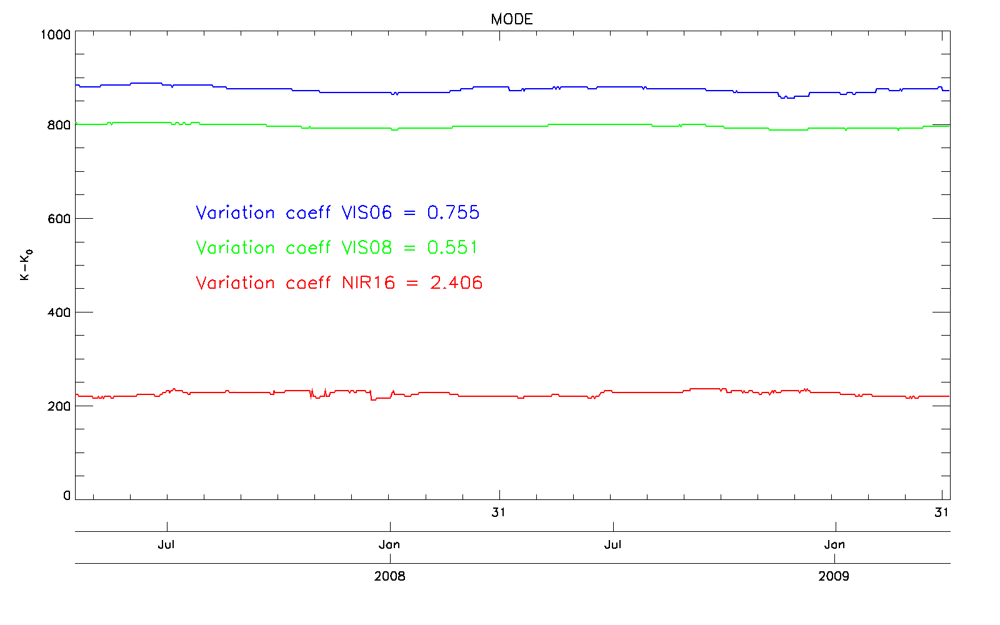 MODE
1000
800
600
400
200
0
K-K0
Variation coeff VIS06 = 0.755
Variation coeff VIS08 = 0.551
Variation coeff NIR16 = 2.406
31 31
Jul Jan Jul Jan
2008 2009